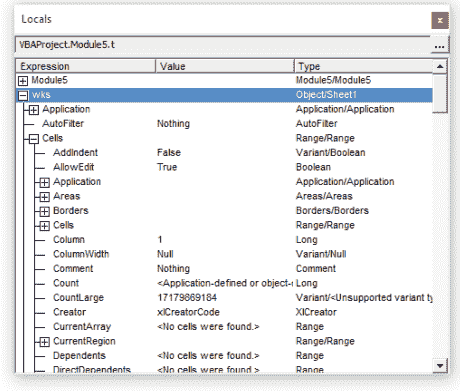 Locals
VBAProject.Module5.t
...
Expression Value Type
Module5 Module5/Module5
wks Object/Sheet1
Application Application/Application
AutoFilter Nothing AutoFilter
Cells Range/Range
AddIndent False Variant/Boolean
AllowEdit True Boolean
Application Application/Application
Areas Areas/Areas
Borders Borders/Borders
Cells Range/Range
Column 1 Long
ColumnWidth Null Variant/Null
Comment Nothing Comment
Count <Application-defined or object- Long
CountLarge 17179869184 Variant/<Unsupported variant ty
Creator xlCreatorCode XlCreator
CurrentArray <No cells were found.> Range
CurrentRegion Range/Range
Dependents <No cells were found.> Range
DirectDependents <No cells were found.> Range